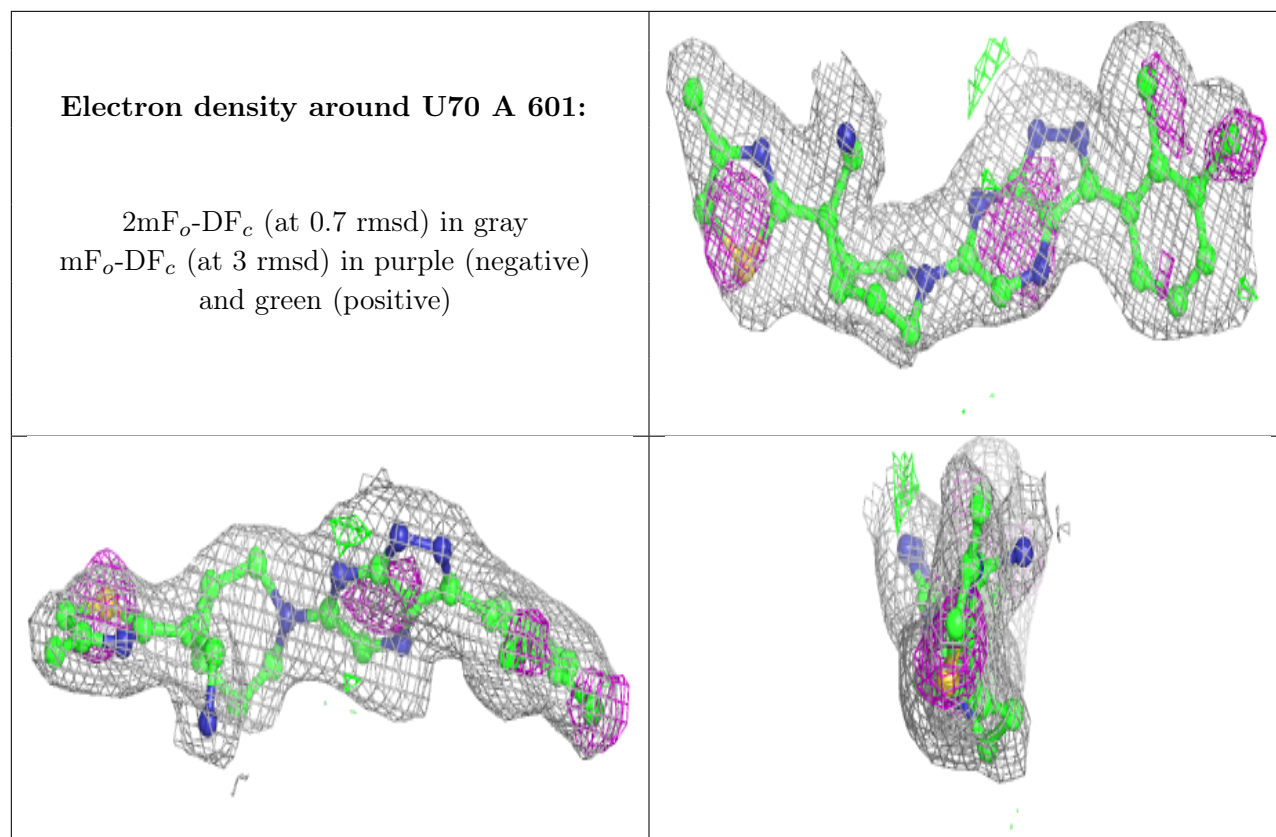 Electron density around U70 A 601:
2mFₒ-DF𝒸 (at 0.7 rmsd) in gray
mFₒ-DF𝒸 (at 3 rmsd) in purple (negative)
and green (positive)